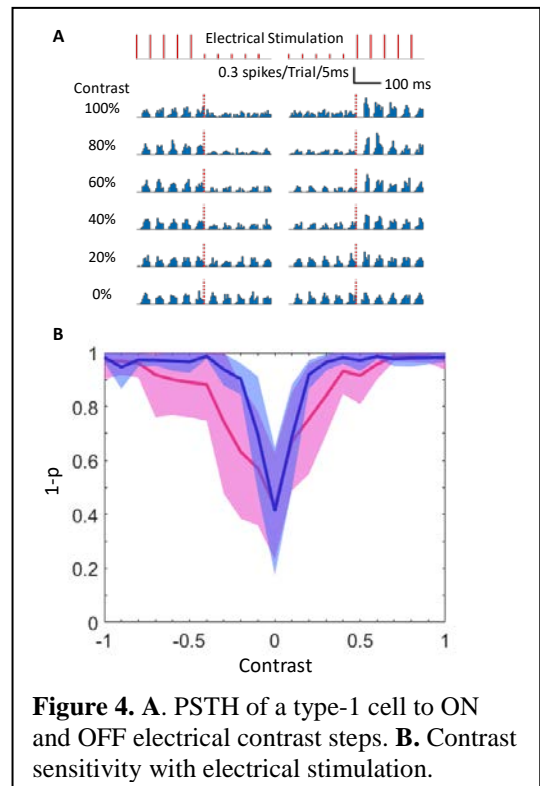 A
Electrical Stimulation
0.3 spikes/Trial/5ms
100 ms
Contrast
100%
80%
60%
40%
20%
0%
B
1
0.8
0.6
0.4
0.2
0
1-p
-1
-0.5
0
0.5
1
Contrast
Figure 4. A. PSTH of a type-1 cell to ON
and OFF electrical contrast steps. B. Contrast
sensitivity with electrical stimulation.